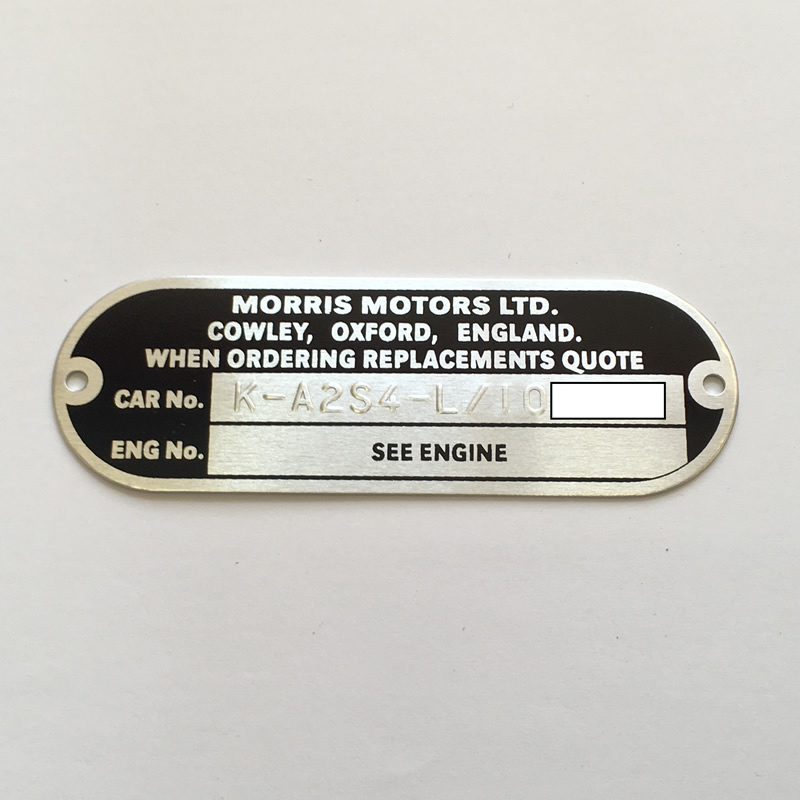 MORRIS MOTORS LTD.
COWLEY, OXFORD, ENGLAND.
WHEN ORDERING REPLACEMENTS QUOTE
CAR No. K-A2S4-L/10
ENG No. SEE ENGINE